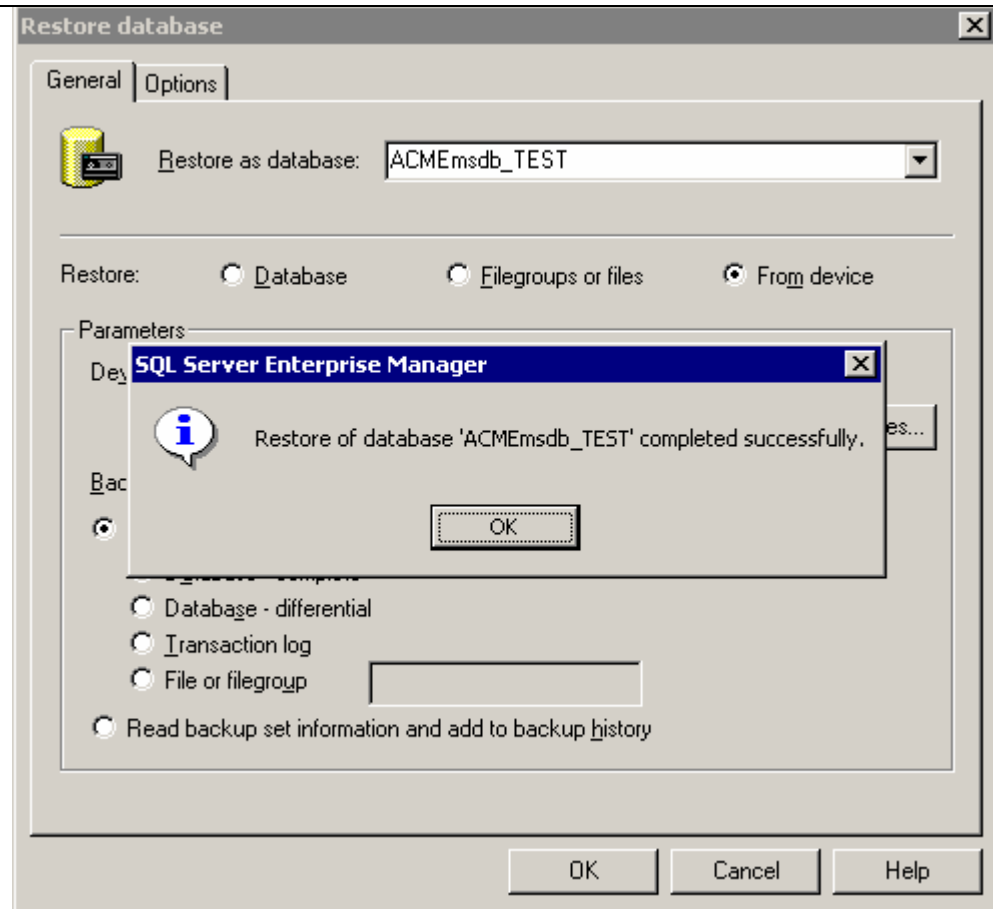 Restore database
General Options
Restore as database: ACMEmsdb_TEST
Restore: Database Filegroups or files From device
Parameters
SQL Server Enterprise Manager
Restore of database 'ACMEmsdb_TEST' completed successfully.
es...
OK
Database - differential
Transaction log
File or filegroup
Read backup set information and add to backup history
OK Cancel Help